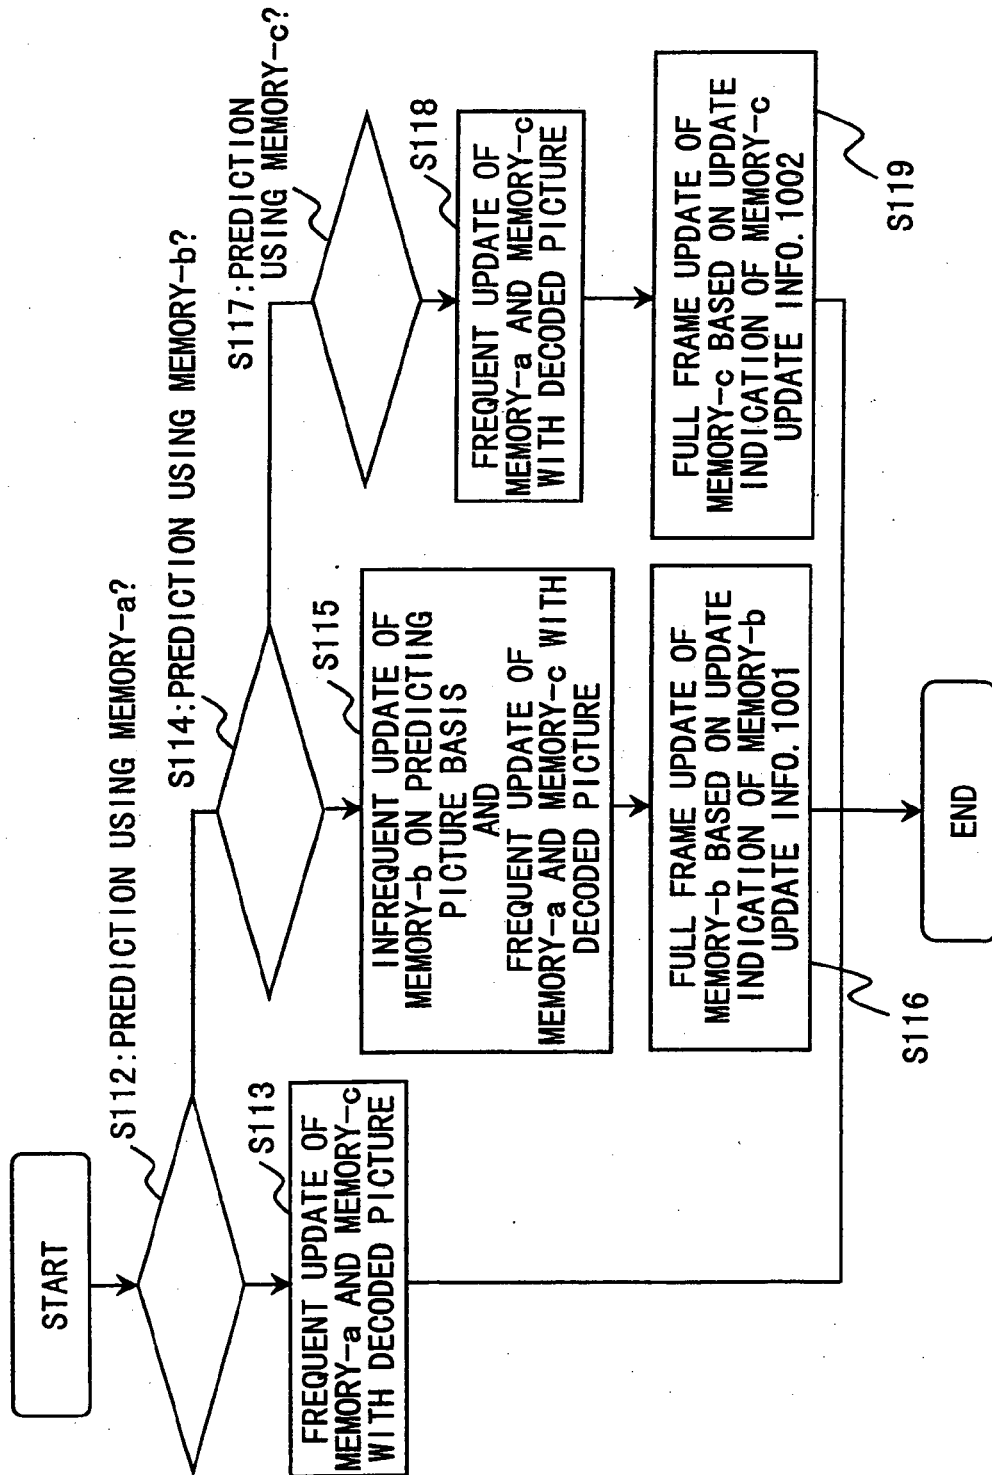 START
S112:PREDICTION USING MEMORY-a?
S113
FREQUENT UPDATE OF
MEMORY-a AND MEMORY-c
WITH DECODED PICTURE
S114:PREDICTION USING MEMORY-b?
S115
INFREQUENT UPDATE OF
MEMORY-b ON PREDICTING
PICTURE BASIS
AND
FREQUENT UPDATE OF
MEMORY-a AND MEMORY-c WITH
DECODED PICTURE
FULL FRAME UPDATE OF
MEMORY-b BASED ON UPDATE
INDICATION OF MEMORY-b
UPDATE INFO.1001
S116
S117:PREDICTION
USING MEMORY-c?
S118
FREQUENT UPDATE OF
MEMORY-a AND MEMORY-c
WITH DECODED PICTURE
FULL FRAME UPDATE OF
MEMORY-c BASED ON UPDATE
INDICATION OF MEMORY-c
UPDATE INFO.1002
S119
END